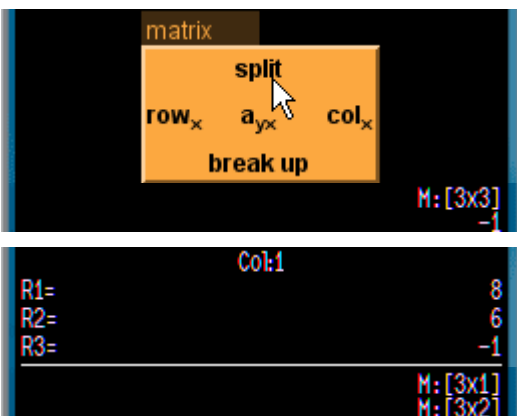 matrix
split
rowₓ aᵧₓ colₓ
break up
M:[3x3]
-1
Col:1
R1= 8
R2= 6
R3= -1
M:[3x1]
M:[3x2]